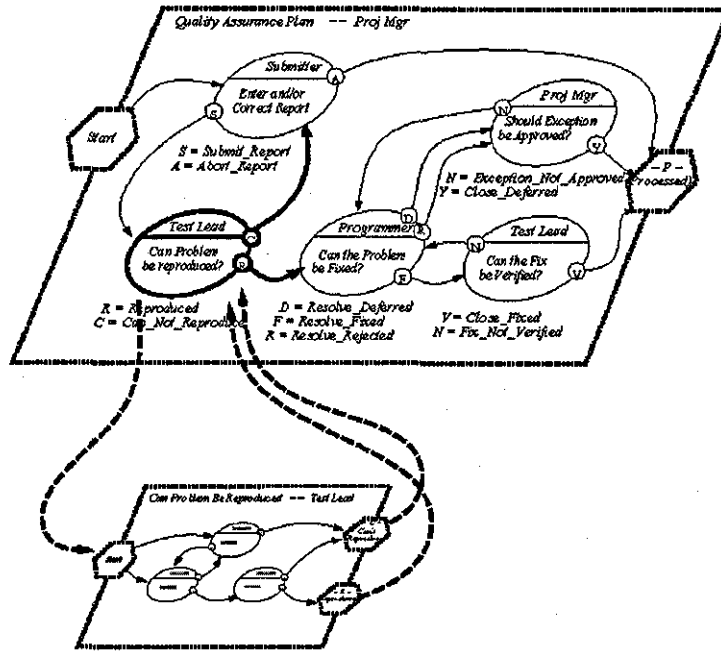 Quality Assurance Plan -- Proj Mgr
Submitter
A
Enter and/or
Correct Report
S
Start
S = Submit_Report
A = Abort_Report
N
Proj Mgr
Should Exception
be Approved?
Y
N = Exception_Not_Approved
Y = Close_Deferred
- P -
Processed
Test Lead
C
Can Problem
be reproduced?
R
R = Reproduced
C = Can_Not_Reproduce
D
Programmer
R
Can the Problem
be Fixed?
F
D = Resolve_Deferred
F = Resolve_Fixed
R = Resolve_Rejected
Test Lead
N
Can the Fix
be Verified?
V
V = Close_Fixed
N = Fix_Not_Verified
Can Problem Be Reproduced -- Test Lead
Start